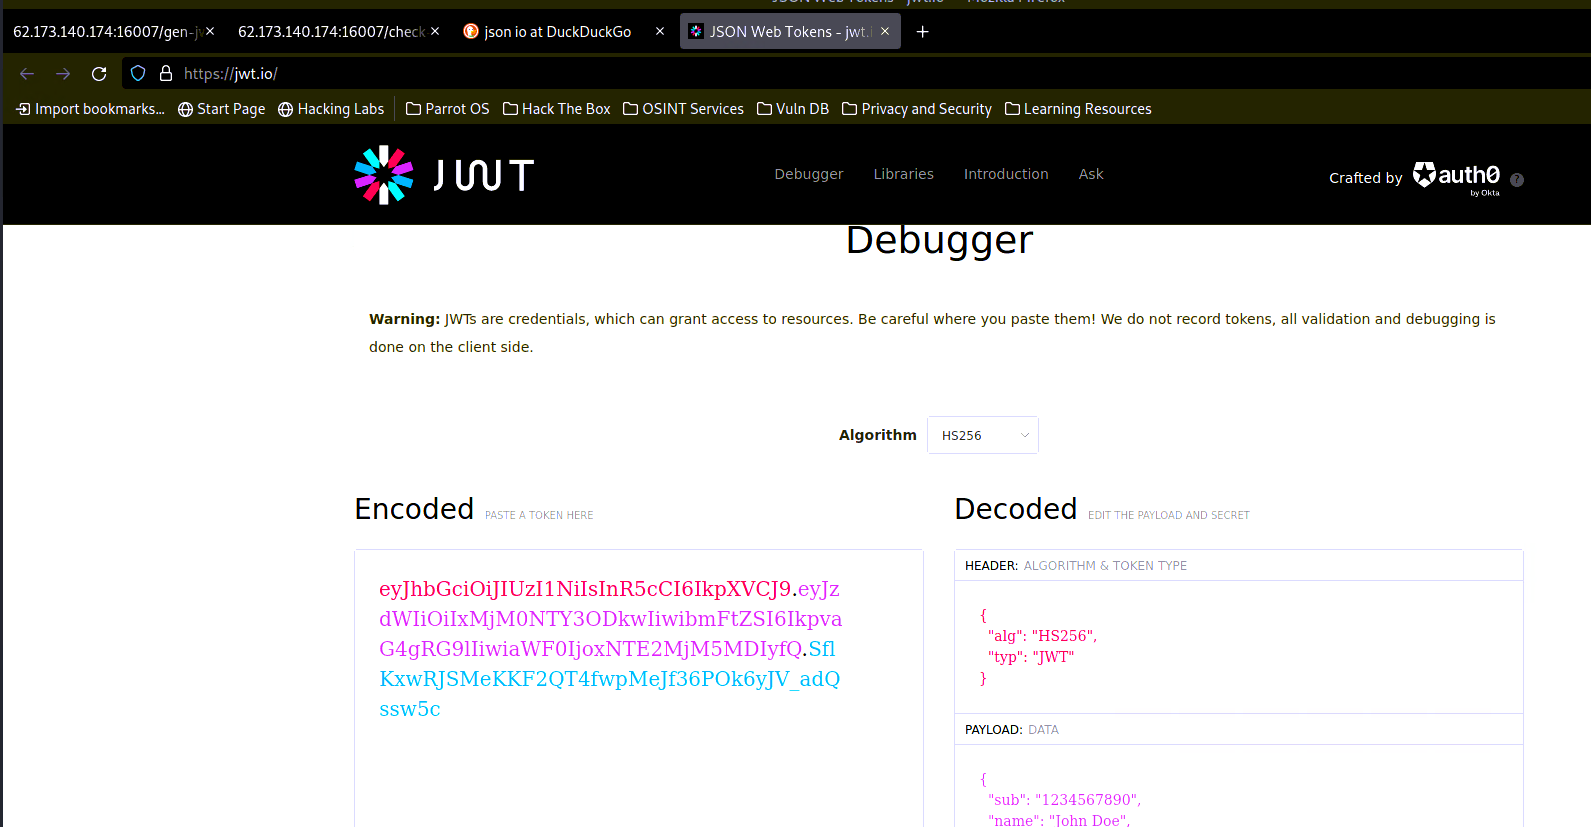 62.173.140.174:16007/gen-jv
62.173.140.174:16007/check
json io at DuckDuckGo
JSON Web Tokens - jwt.i
https://jwt.io/
Import bookmarks...
Start Page
Hacking Labs
Parrot OS
Hack The Box
OSINT Services
Vuln DB
Privacy and Security
Learning Resources
JWT
Debugger
Libraries
Introduction
Ask
Crafted by
auth0
by Okta
?
Debugger
Warning: JWTs are credentials, which can grant access to resources. Be careful where you paste them! We do not record tokens, all validation and debugging is
done on the client side.
Algorithm
HS256
Encoded PASTE A TOKEN HERE
eyJhbGciOiJIUzI1NiIsInR5cCI6IkpXVCJ9.eyJz
dWIiOiIxMjM0NTY3ODkwIiwibmFtZSI6Ikpva
G4gRG9lIiwiaWF0IjoxNTE2MjM5MDIyfQ.Sfl
KxwRJSMeKKF2QT4fwpMeJf36POk6yJV_adQ
ssw5c
Decoded EDIT THE PAYLOAD AND SECRET
HEADER: ALGORITHM & TOKEN TYPE
{
"alg": "HS256",
"typ": "JWT"
}
PAYLOAD: DATA
{
"sub": "1234567890",
"name": "John Doe",